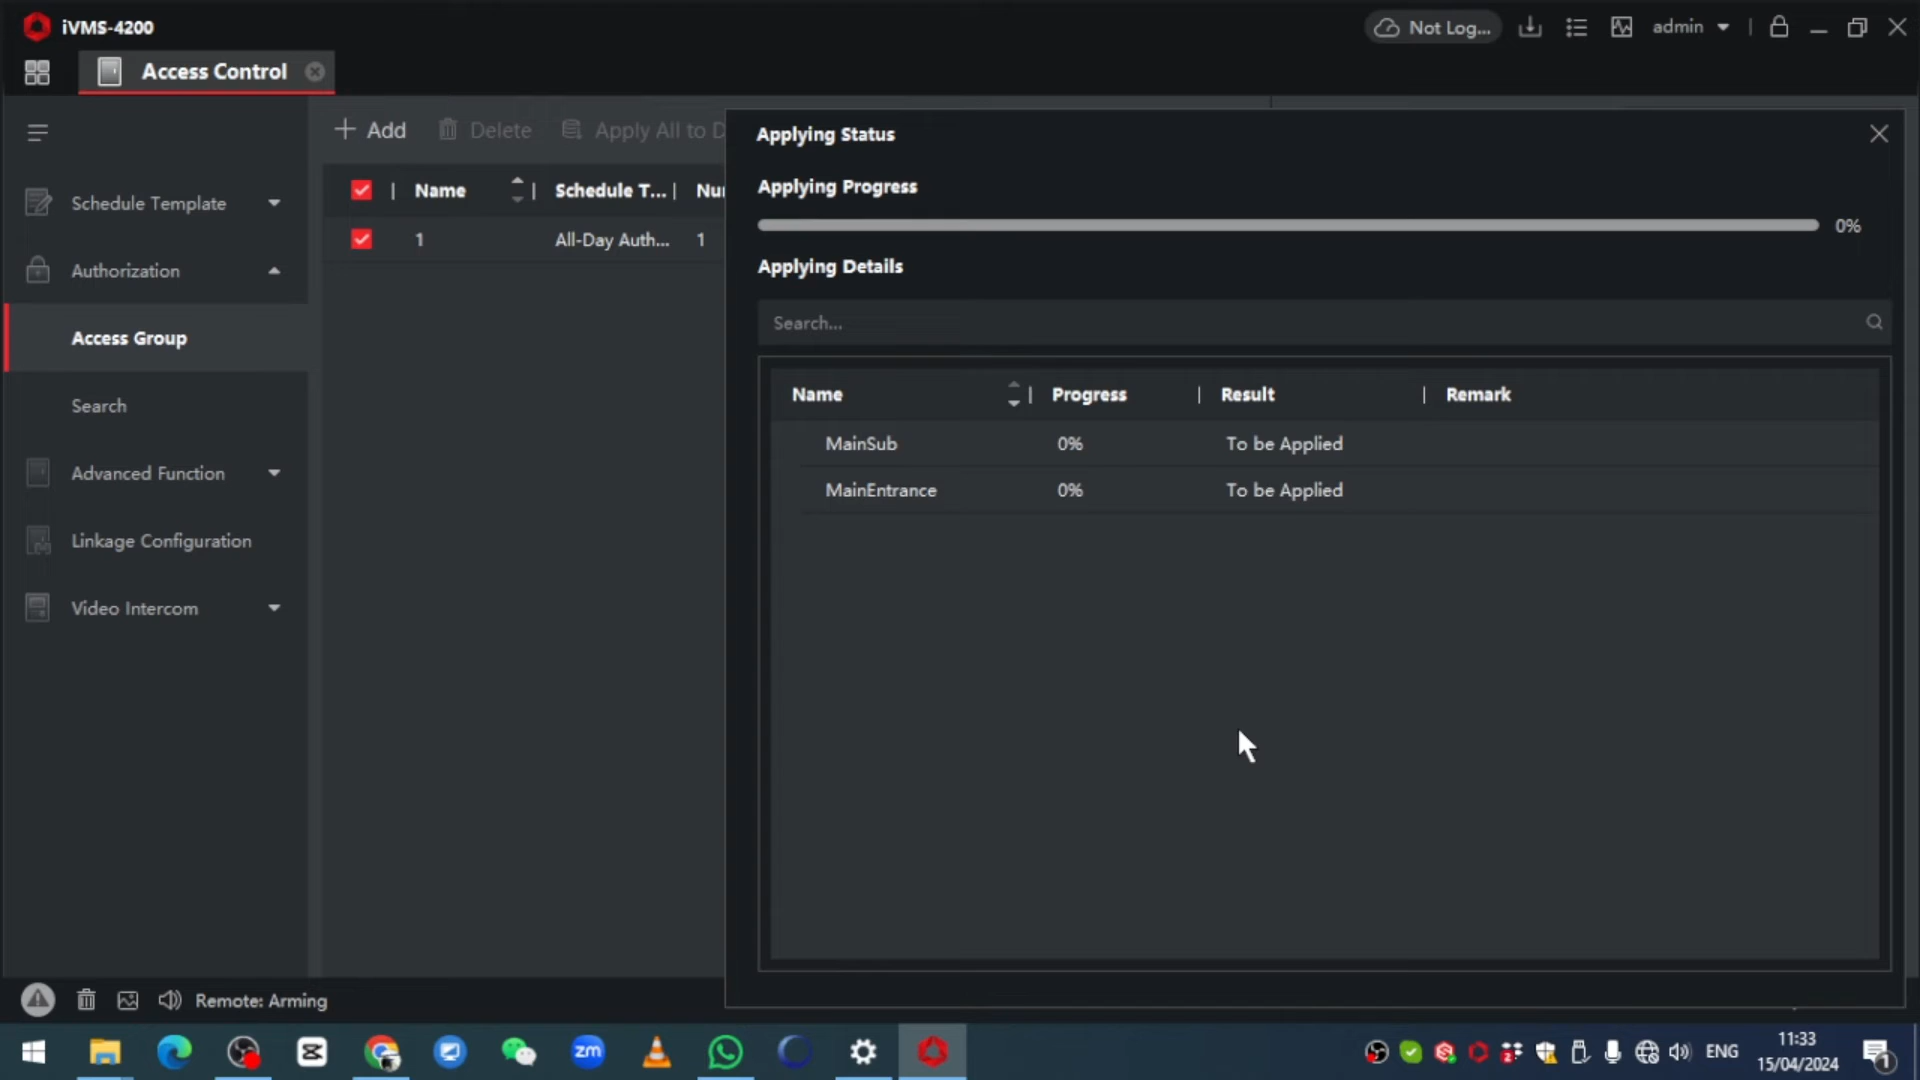 iVMS-4200
Not Log...
admin
Access Control
Add
Delete
Apply All to D
Applying Status
Applying Progress
0%
Schedule Template
Authorization
Access Group
Search
Advanced Function
Linkage Configuration
Video Intercom
Name
Schedule T...
Nu
1
All-Day Auth...
1
Applying Details
Search...
Name
Progress
Result
Remark
MainSub
0%
To be Applied
MainEntrance
0%
To be Applied
Remote: Arming
zm
2
ENG
11:33
15/04/2024
1